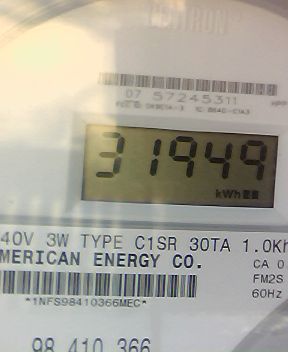 07 57245311
31949
kWh
40V 3W TYPE C1SR 30TA 1.0Kh
MERICAN ENERGY CO.
CA 0
FM2S
60Hz
*1NFS98410366MEC*
98 410 366